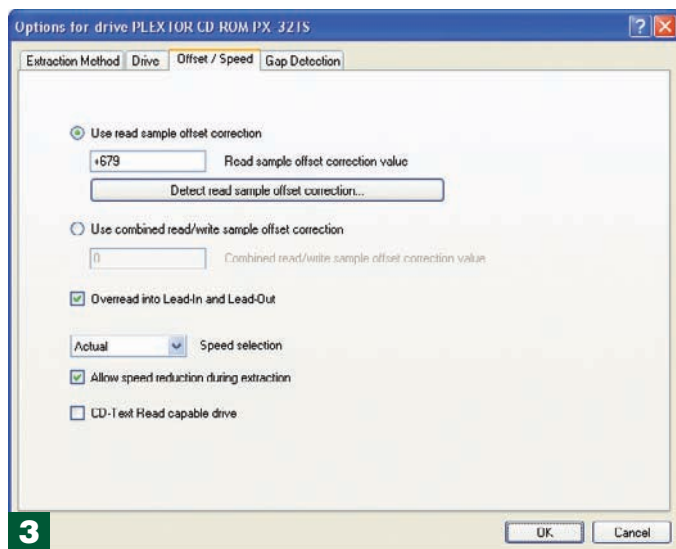 Options for drive PLEXTOR CD ROM PX 32TS
Extraction Method Drive Offset / Speed Gap Detection
Use read sample offset correction
+679 Read sample offset correction value
Detect read sample offset correction...
Use combined read/write sample offset correction
0 Combined read/write sample offset correction value
Overread into Lead-In and Lead-Out
Actual Speed selection
Allow speed reduction during extraction
CD-Text Read capable drive
3 OK Cancel